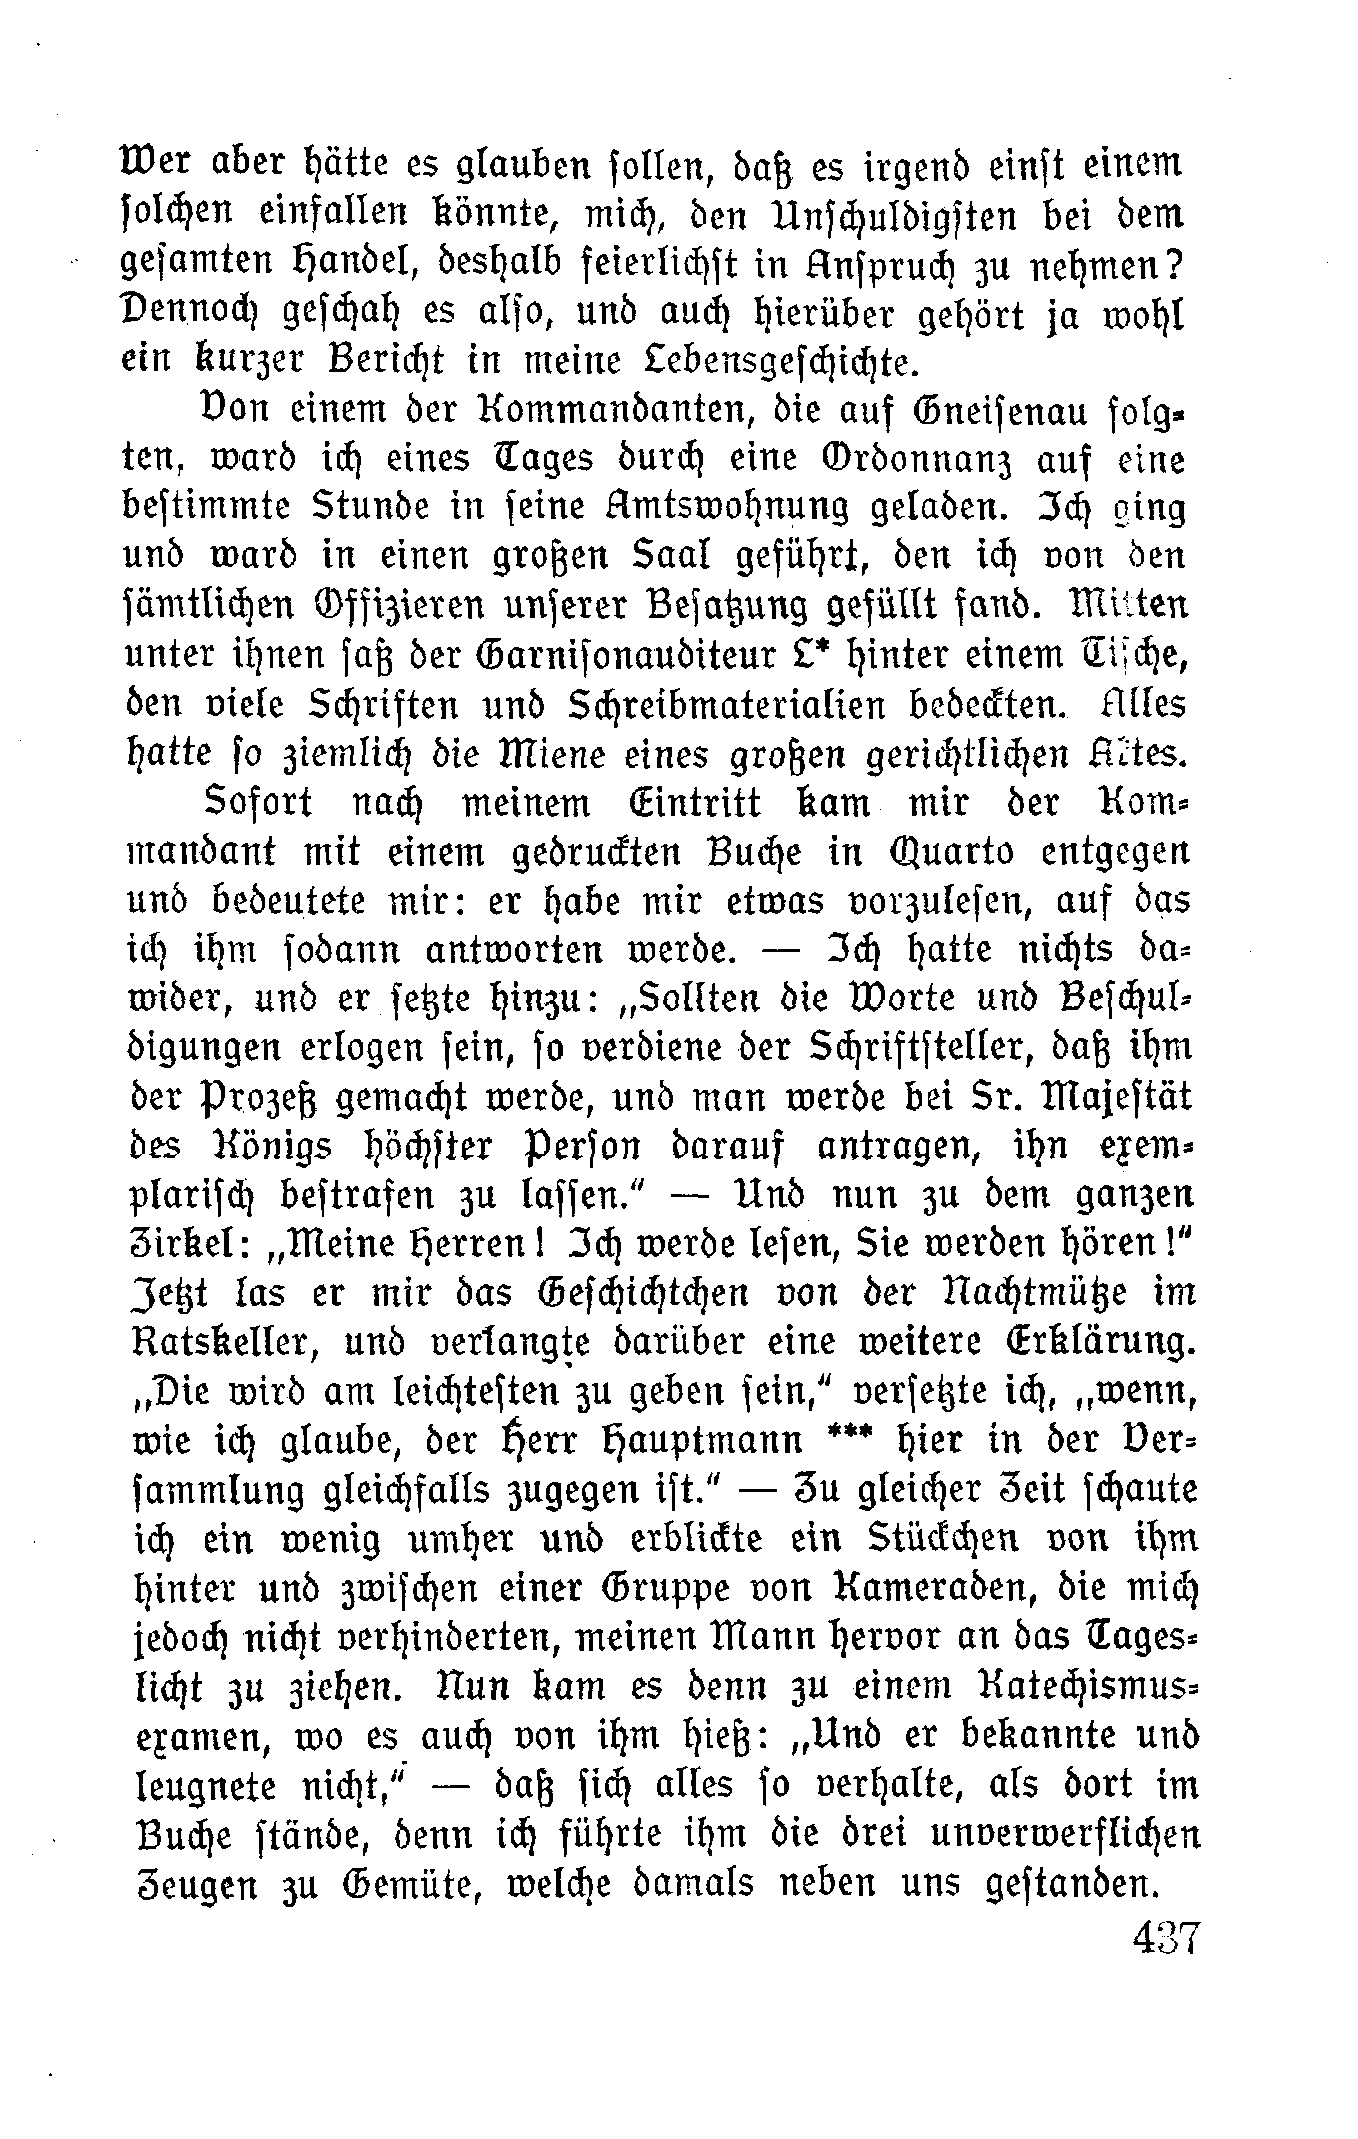 Wer aber hätte es glauben sollen, daß es irgend einst einem
solchen einfallen könnte, mich, den Unschuldigsten bei dem
gesamten Handel, deshalb feierlichst in Anspruch zu nehmen?
Dennoch geschah es also, und auch hierüber gehört ja wohl
ein kurzer Bericht in meine Lebensgeschichte.
Von einem der Kommandanten, die auf Gneisenau folg-
ten, ward ich eines Tages durch eine Ordonnanz auf eine
bestimmte Stunde in seine Amtswohnung geladen. Ich ging
und ward in einen großen Saal geführt, den ich von den
sämtlichen Offizieren unserer Besatzung gefüllt fand. Mitten
unter ihnen saß der Garnisonauditeur L* hinter einem Tische,
den viele Schriften und Schreibmaterialien bedeckten. Alles
hatte so ziemlich die Miene eines großen gerichtlichen Aktes.
Sofort nach meinem Eintritt kam mir der Kom-
mandant mit einem gedruckten Buche in Quarto entgegen
und bedeutete mir: er habe mir etwas vorzulesen, auf das
ich ihm sodann antworten werde. — Ich hatte nichts da-
wider, und er setzte hinzu: „Sollten die Worte und Beschul-
digungen erlogen sein, so verdiene der Schriftsteller, daß ihm
der Prozeß gemacht werde, und man werde bei Sr. Majestät
des Königs höchster Person darauf antragen, ihn exem-
plarisch bestrafen zu lassen.“ — Und nun zu dem ganzen
Zirkel: „Meine Herren! Ich werde lesen, Sie werden hören!“
Jetzt las er mir das Geschichtchen von der Nachtmütze im
Ratskeller, und verlangte darüber eine weitere Erklärung.
„Die wird am leichtesten zu geben sein,“ versetzte ich, „wenn,
wie ich glaube, der Herr Hauptmann *** hier in der Ver-
sammlung gleichfalls zugegen ist.“ — Zu gleicher Zeit schaute
ich ein wenig umher und erblickte ein Stückchen von ihm
hinter und zwischen einer Gruppe von Kameraden, die mich
jedoch nicht verhinderten, meinen Mann hervor an das Tages-
licht zu ziehen. Nun kam es denn zu einem Katechismus-
examen, wo es auch von ihm hieß: „Und er bekannte und
leugnete nicht,“ — daß sich alles so verhalte, als dort im
Buche stände, denn ich führte ihm die drei unverwerflichen
Zeugen zu Gemüte, welche damals neben uns gestanden.
437